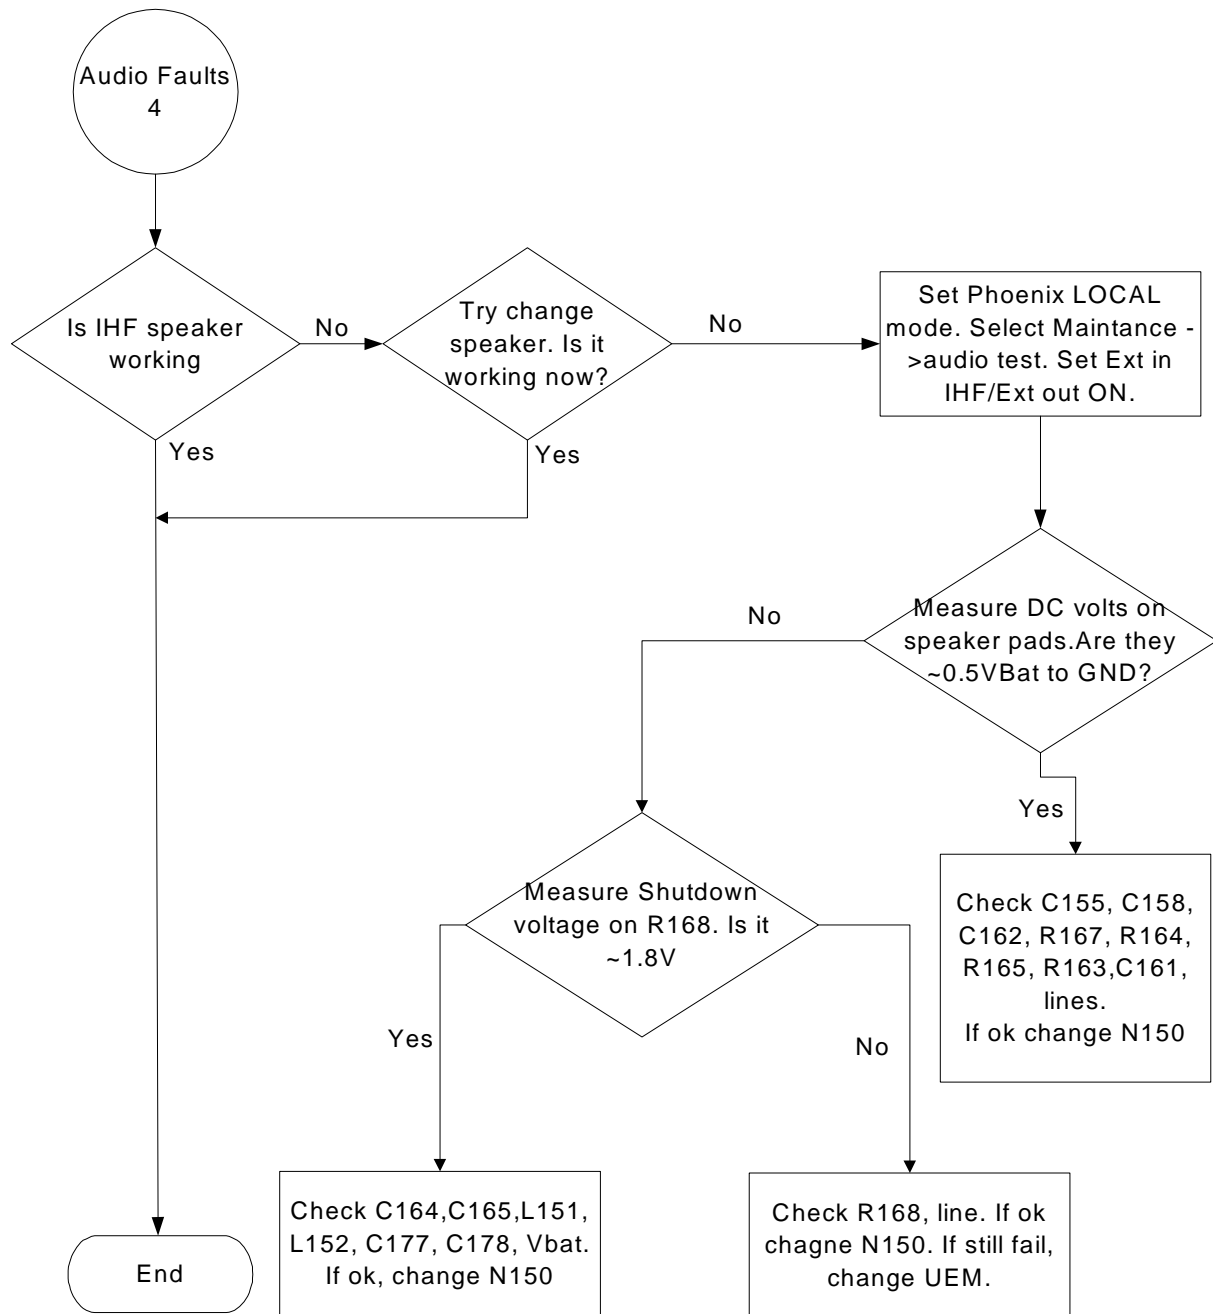 Audio Faults
4
Is IHF speaker
working
No
Try change
speaker. Is it
working now?
No
Set Phoenix LOCAL
mode. Select Maintance -
>audio test. Set Ext in
IHF/Ext out ON.
Yes
Yes
Measure DC volts on
speaker pads.Are they
~0.5VBat to GND?
No
Yes
Measure Shutdown
voltage on R168. Is it
~1.8V
Check C155, C158,
C162, R167, R164,
R165, R163,C161,
lines.
If ok change N150
Yes
No
Check C164,C165,L151,
L152, C177, C178, Vbat.
If ok, change N150
Check R168, line. If ok
chagne N150. If still fail,
change UEM.
End